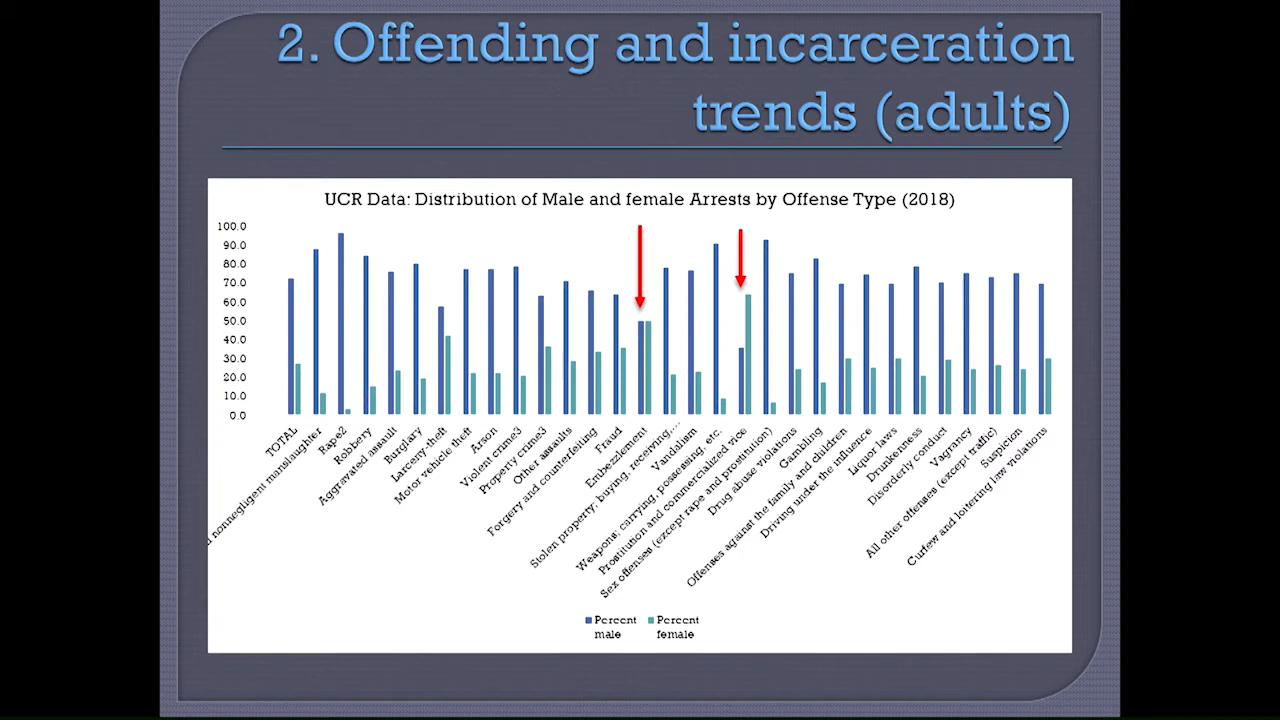 2. Offending and incarceration
trends (adults)
UCR Data: Distribution of Male and female Arrests by Offense Type (2018)
100.0
90.0
80.0
70.0
60.0
50.0
40.0
30.0
20.0
10.0
0.0
TOTAL
nonnegligent manslaughter
Rape2
Robbery
Aggravated assault
Burglary
Larceny-theft
Motor vehicle theft
Arson
Violent crime3
Property crime3
Other assaults
Forgery and counterfeiting
Fraud
Embezzlement
Stolen property; buying, receiving,...
Vandalism
Weapons; carrying, possessing, etc.
Prostitution and commercialized vice
Sex offenses (except rape and prostitution)
Drug abuse violations
Gambling
Offenses against the family and children
Driving under the influence
Liquor laws
Drunkenness
Disorderly conduct
Vagrancy
All other offenses (except traffic)
Suspicion
Curfew and loitering law violations
Percent male
Percent female